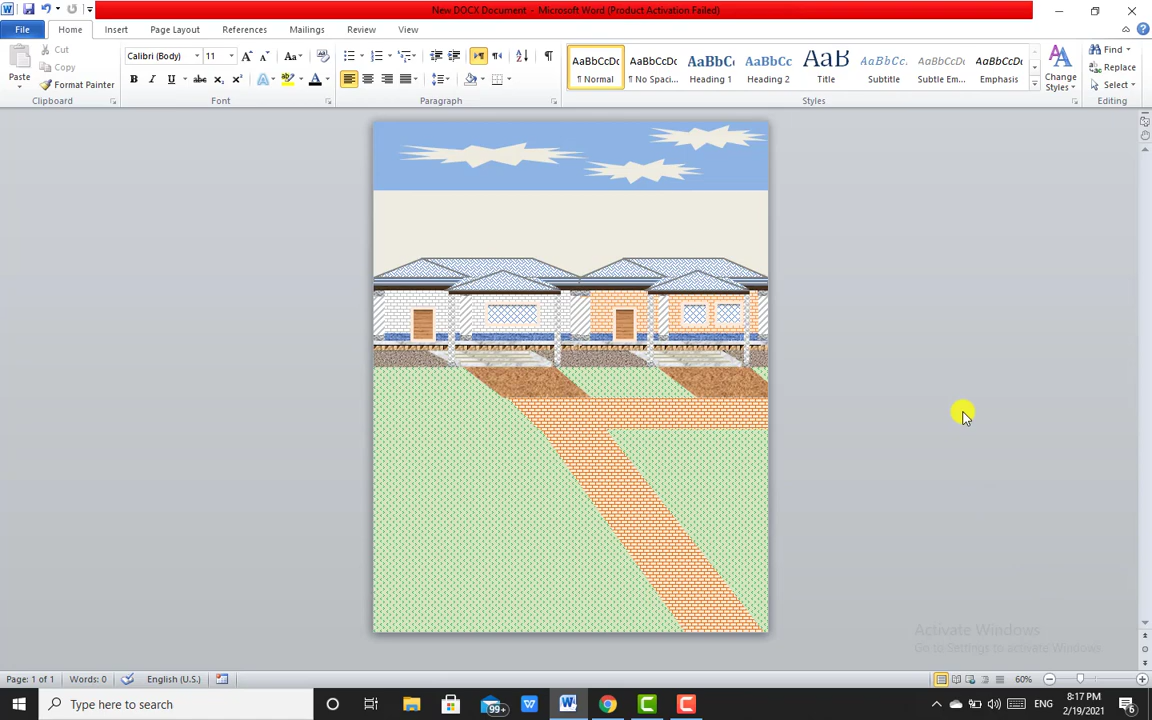 New DOCX Document - Microsoft Word (Product Activation Failed)
File Home Insert Page Layout References Mailings Review View
Paste
Cut
Copy
Format Painter
Clipboard
Calibri (Body) 11
Font
Paragraph
AaBbCcDc AaBbCcDc AaBbC AaBbCc AaB AaBbCc. AaBbCcDc AaBbCcDc
¶ Normal ¶ No Spaci... Heading 1 Heading 2 Title Subtitle Subtle Em... Emphasis
Change
Styles
Styles
Find
Replace
Select
Editing
Activate Windows
Go to Settings to activate Windows.
Page: 1 of 1 Words: 0 English (U.S.) 60%
Type here to search
99+
ENG
8:17 PM
2/19/2021
6